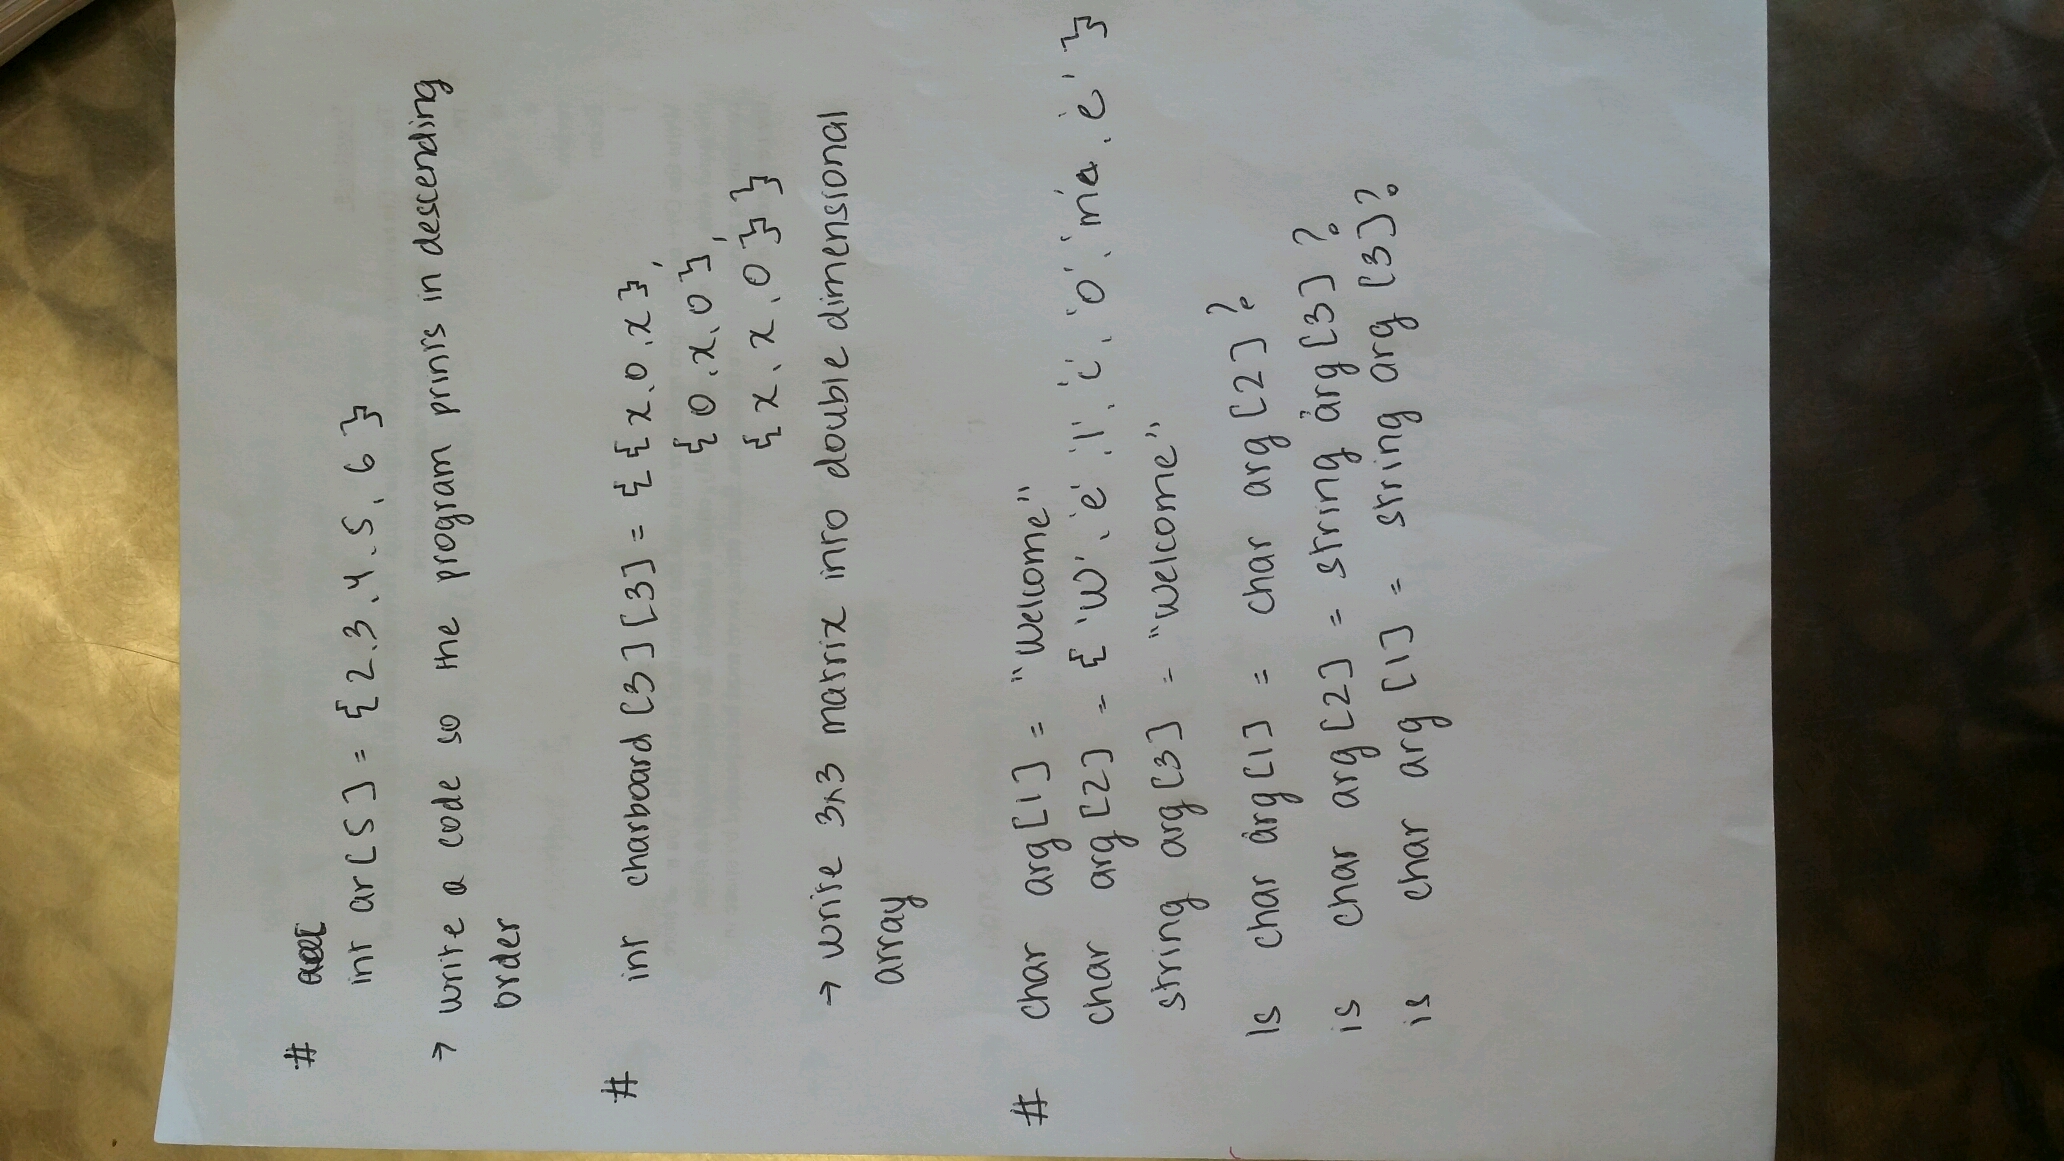 #
int ar[5] = {2,3,4,5,6}
→ write a code so the program prints in descending
order
# int charboard [3][3] = {{x,0,x},
{0,x,0},
{x,x,0}}
→ write 3x3 matrix into double dimensional
array
# char arg[1] = "Welcome"
char arg[2] = {'W','e','l','c','o','m','e'}
string arg[3] = "Welcome"
Is char arg[1] = char arg[2]?
is char arg[2] = string arg[3]?
is char arg[1] = string arg[3]?